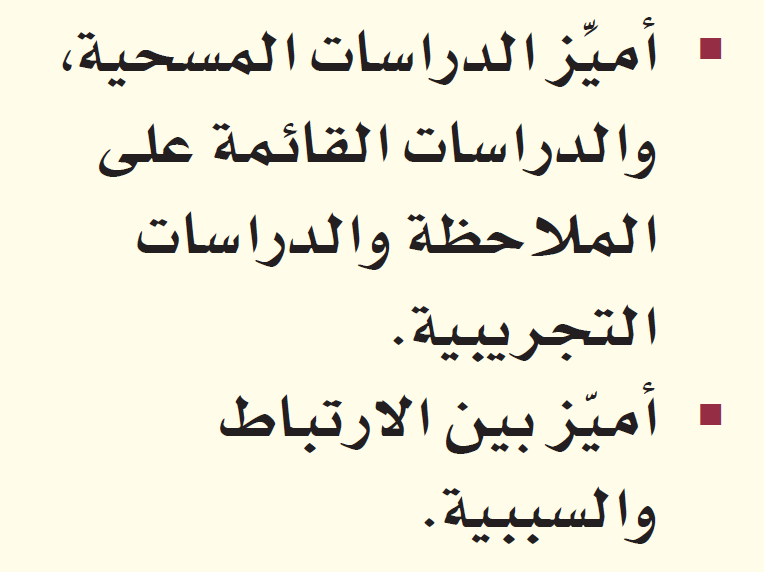 ▪ أميِّز الدراسات المسحية،
والدراسات القائمة على
الملاحظة والدراسات
التجريبية.
▪ أميّز بين الارتباط
والسببية.